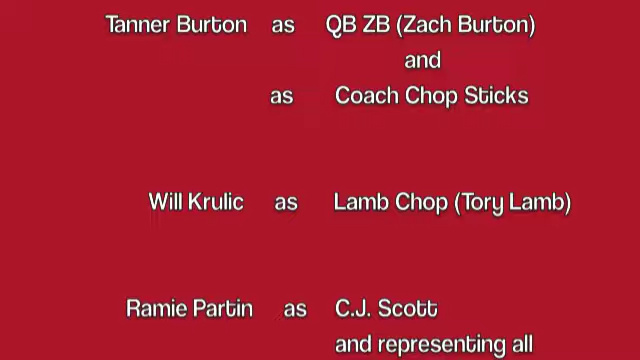 Tanner Burton as QB ZB (Zach Burton)
and
as Coach Chop Sticks
Will Krulic as Lamb Chop (Tory Lamb)
Ramie Partin as C.J. Scott
and representing all